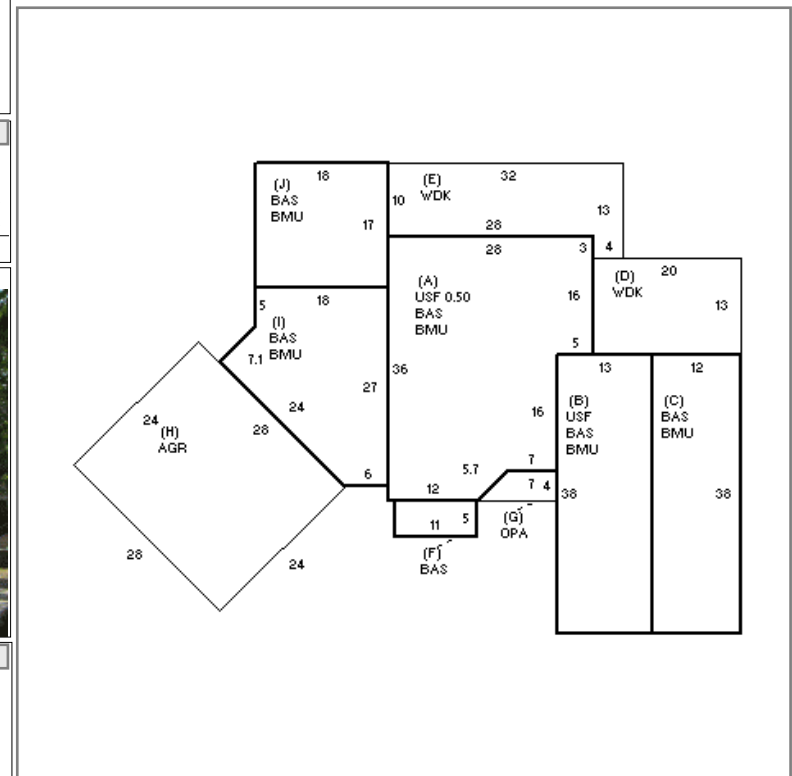 18
(J)
BAS
BMU
17
(E)
WDK
32
10
13
28
4
28
3
(A)
USF 0.50
BAS
BMU
16
5
36
(D)
WDK
20
13
5
18
(I)
BAS
BMU
7.1
27
24
6
24
(H)
AGR
28
28
24
13
(B)
USF
BAS
BMU
16
38
12
(C)
BAS
BMU
38
5.7
7
7
4
12
11
5
(F)
BAS
(G)
OPA